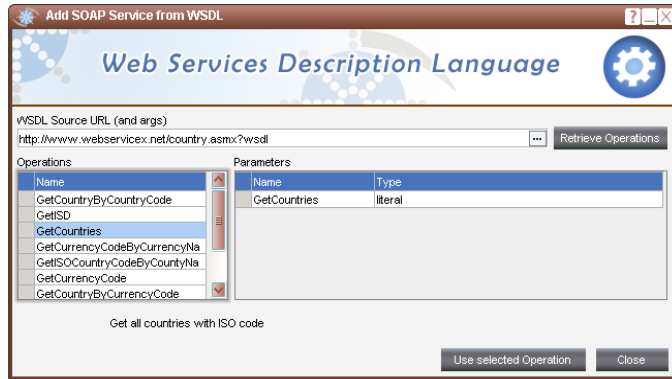 Add SOAP Service from WSDL
Web Services Description Language
WSDL Source URL (and args)
http://www.webservicex.net/country.asmx?wsdl ... Retrieve Operations
Operations Parameters
Name Name Type
GetCountryByCountryCode GetCountries literal
GetISD
GetCountries
GetCurrencyCodeByCurrencyNa
GetISOCountryCodeByCountyNa
GetCurrencyCode
GetCountryByCurrencyCode
Get all countries with ISO code
Use selected Operation Close